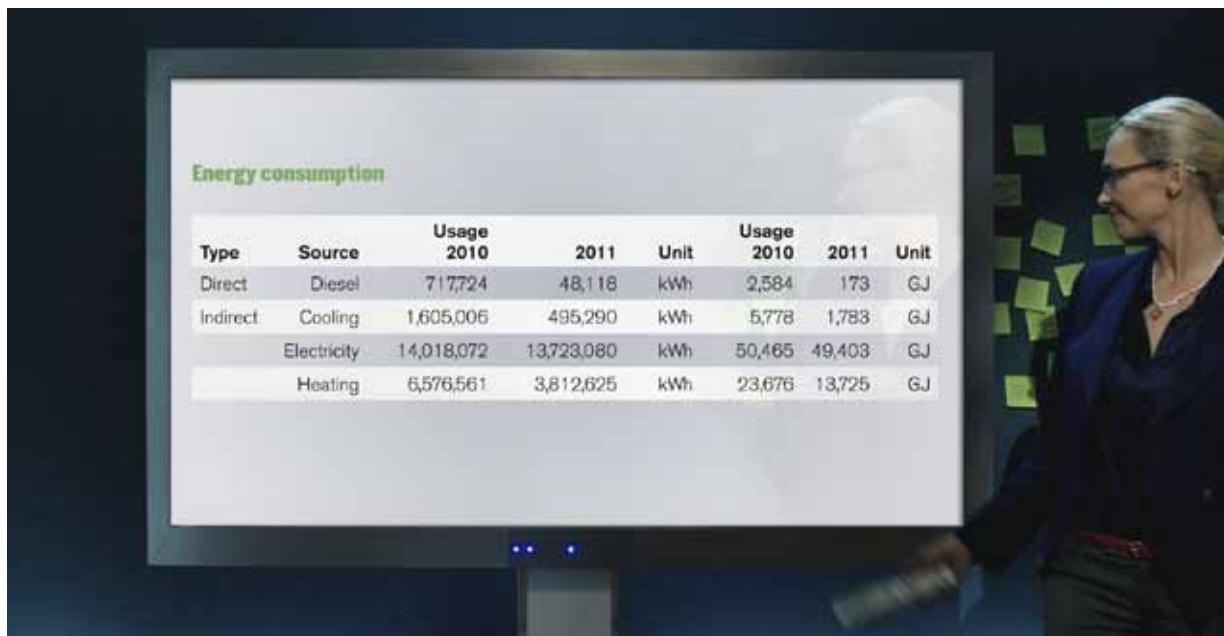 Energy consumption
Usage Usage
Type Source 2010 2011 Unit 2010 2011 Unit
Direct Diesel 717,724 48,118 kWh 2,584 173 GJ
Indirect Cooling 1,605,006 495,290 kWh 5,778 1,783 GJ
Electricity 14,018,072 13,723,080 kWh 50,465 49,403 GJ
Heating 6,576,561 3,812,625 kWh 23,676 13,725 GJ